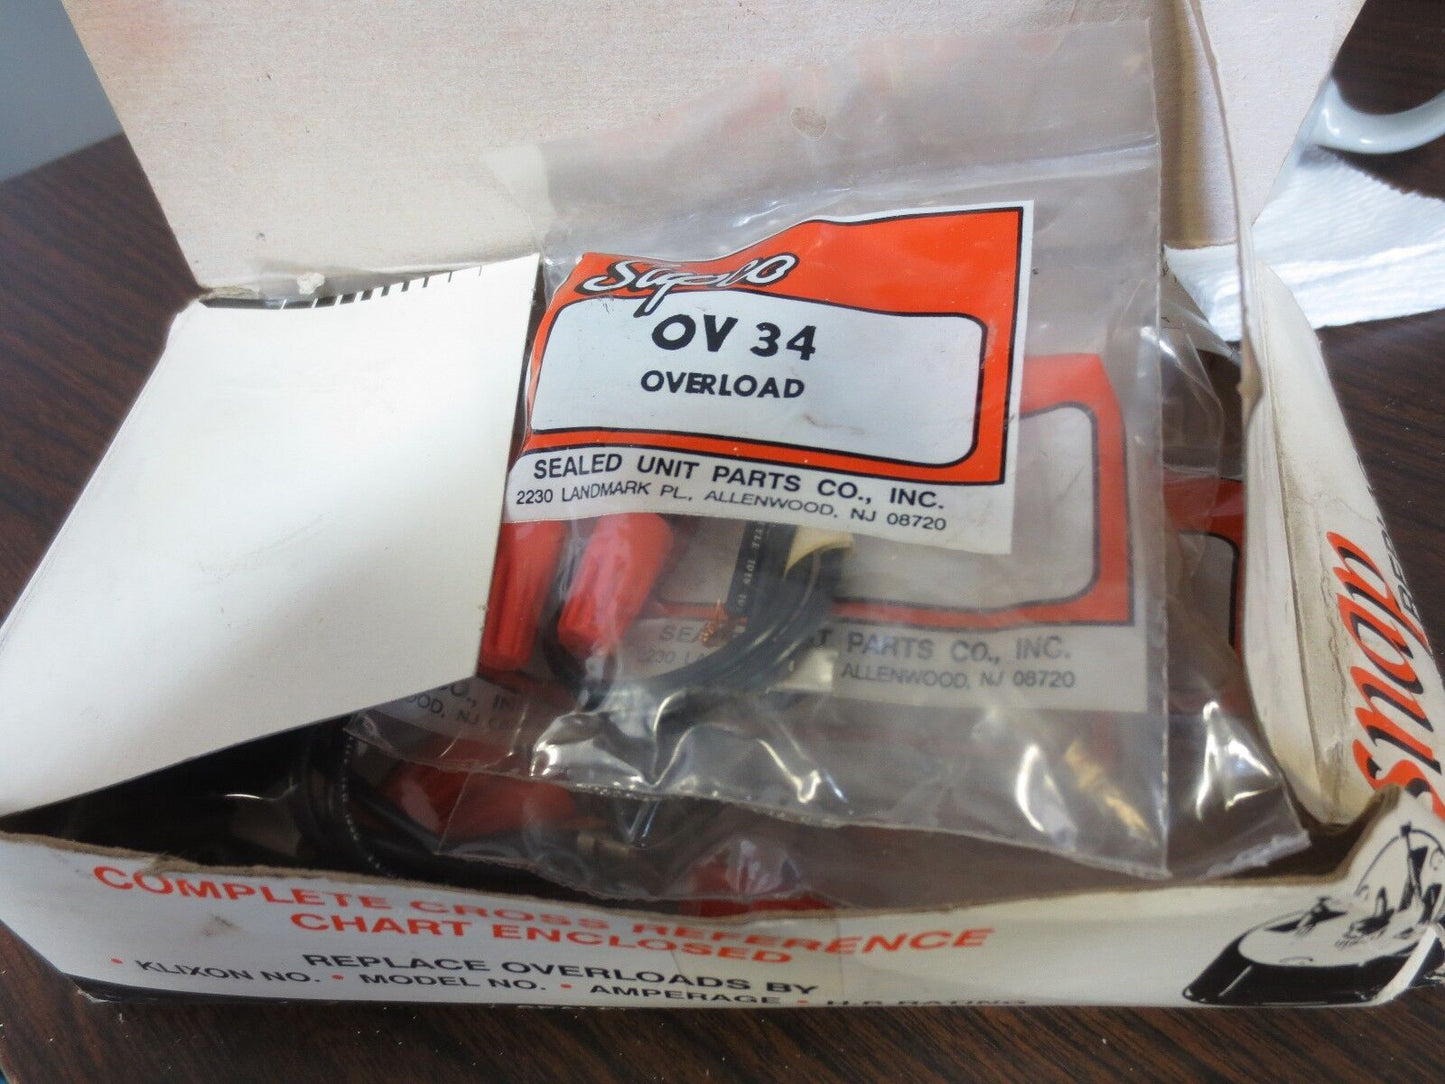 Supco
OV 34
OVERLOAD
SEALED UNIT PARTS CO., INC.
2230 LANDMARK PL., ALLENWOOD, NJ 08720
PARTS CO., INC.
ALLENWOOD, NJ 08720
COMPLETE CROSS REFERENCE
CHART ENCLOSED
REPLACE OVERLOADS BY
• KLIXON NO. • MODEL NO. • AMPERAGE • H.P. RATING